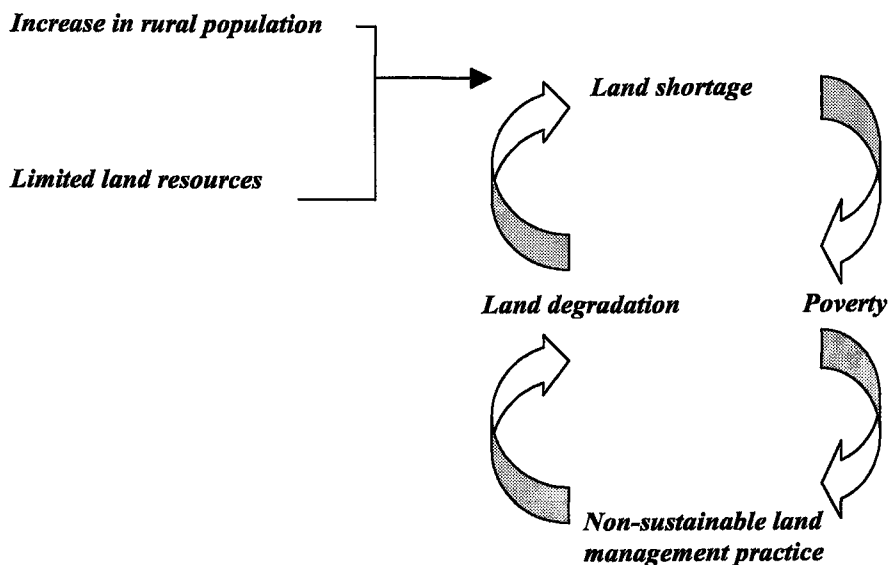 Increase in rural population
Land shortage
Limited land resources
Land degradation
Poverty
Non-sustainable land
management practice